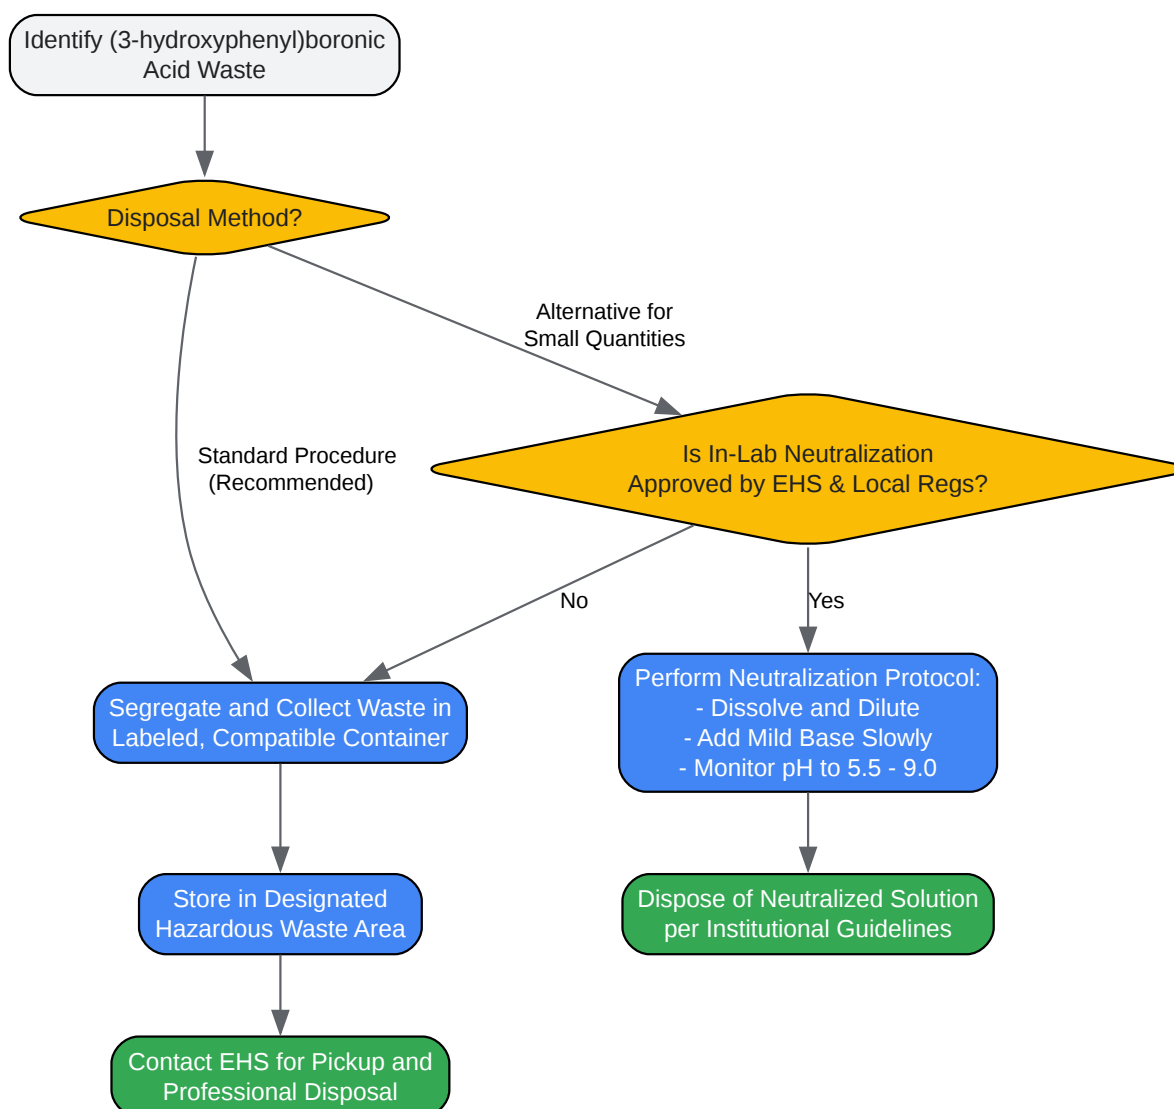 Identify (3-hydroxyphenyl)boronic
Acid Waste
Disposal Method?
Alternative for
Small Quantities
Standard Procedure
(Recommended)
Is In-Lab Neutralization
Approved by EHS & Local Regs?
No
Yes
Segregate and Collect Waste in
Labeled, Compatible Container
Perform Neutralization Protocol:
- Dissolve and Dilute
- Add Mild Base Slowly
- Monitor pH to 5.5 - 9.0
Store in Designated
Hazardous Waste Area
Dispose of Neutralized Solution
per Institutional Guidelines
Contact EHS for Pickup and
Professional Disposal